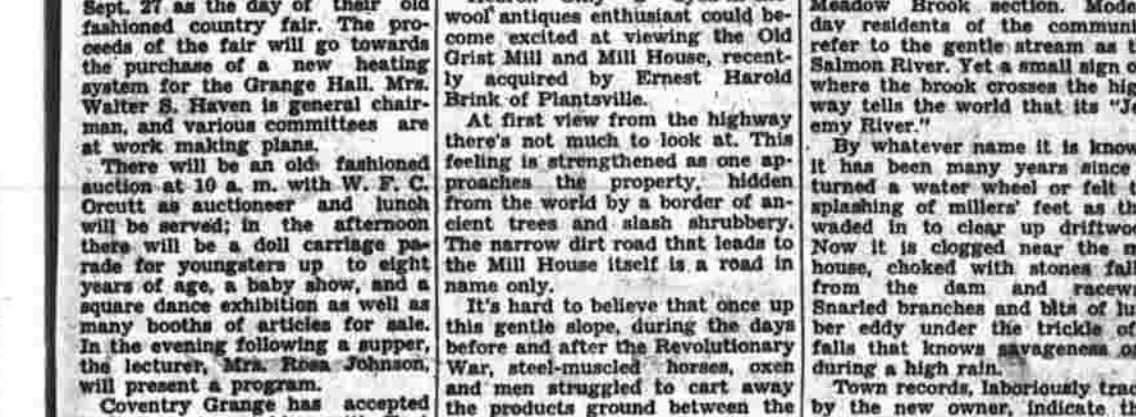 Sept. 27 as the day of their old
fashioned country fair. The pro-
ceeds of the fair will go towards
the purchase of a new heating
system for the Grange Hall. Mrs.
Walter S. Haven is general chair-
man, and various committees are
at work making plans.
There will be an old fashioned
auction at 10 a. m. with W. F. C.
Orcutt as auctioneer and lunch
will be served; in the afternoon
there will be a doll carriage pa-
rade for youngsters up to eight
years of age, a baby show, and a
square dance exhibition as well as
many booths of articles for sale.
In the evening following a supper,
the lecturer, Mrs. Rosa Johnson,
will present a program.
Coventry Grange has accepted
wool antiques enthusiast could be-
come excited at viewing the Old
Grist Mill and Mill House, recent-
ly acquired by Ernest Harold
Brink of Plantsville.
At first view from the highway
there's not much to look at. This
feeling is strengthened as one ap-
proaches the property, hidden
from the world by a border of an-
cient trees and slash shrubbery.
The narrow dirt road that leads to
the Mill House itself is a road in
name only.
It's hard to believe that once up
this gentle slope, during the days
before and after the Revolutionary
War, steel-muscled horses, oxen
and men struggled to cart away
the products ground between the
Meadow Brook section. Mode
day residents of the communi
refer to the gentle stream as t
Salmon River. Yet a small sign o
where the brook crosses the hig
way tells the world that its "Je
emy River."
By whatever name it is know
it has been many years since
turned a water wheel or felt t
splashing of millers' feet as th
waded in to clear up driftwoo
Now it is clogged near the m
house, choked with stones fall
from the dam and racewa
Snarled branches and bits of lu
ber eddy under the trickle of
falls that knows savageness o
during a high rain.
Town records, laboriously trac
by the new owner, indicate th